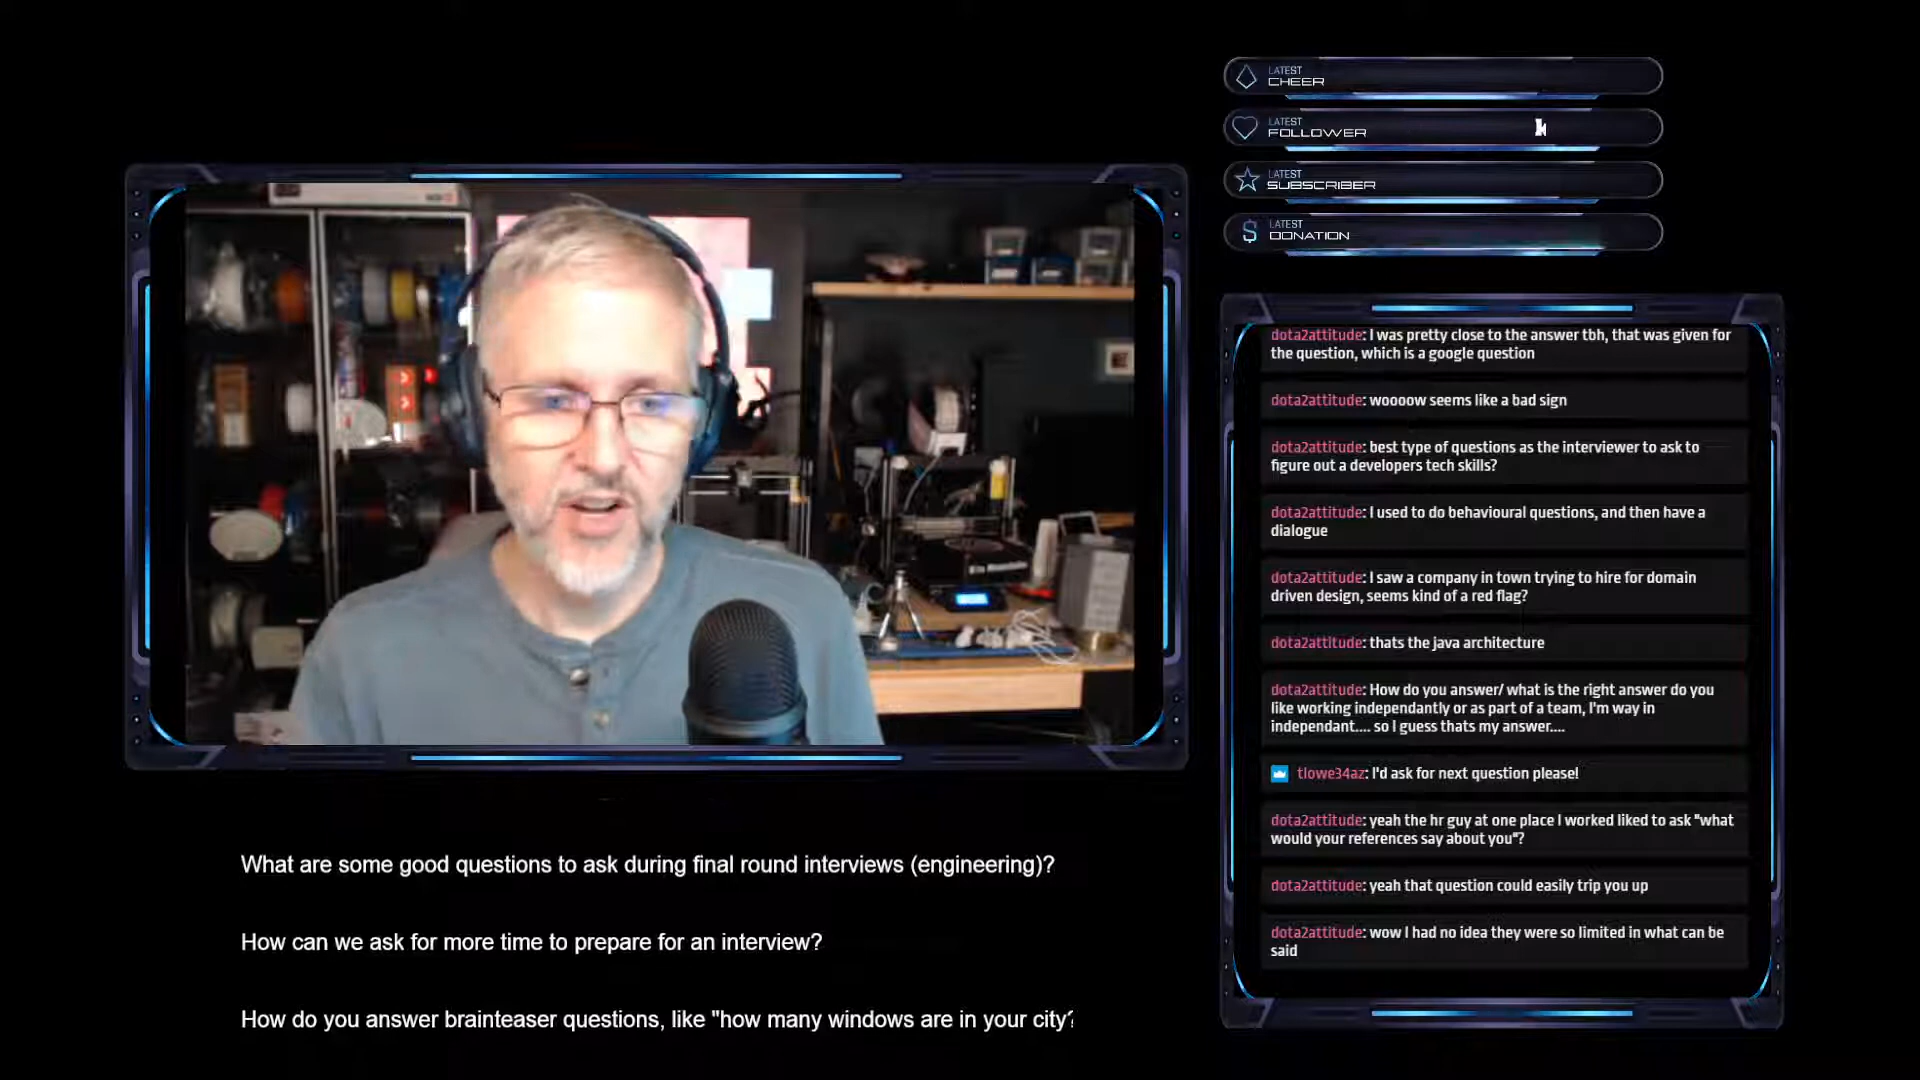 LATEST
CHEER
LATEST
FOLLOWER
LATEST
SUBSCRIBER
LATEST
DONATION
dota2attitude: I was pretty close to the answer tbh, that was given for
the question, which is a google question
dota2attitude: woooow seems like a bad sign
dota2attitude: best type of questions as the interviewer to ask to
figure out a developers tech skills?
dota2attitude: I used to do behavioural questions, and then have a
dialogue
dota2attitude: I saw a company in town trying to hire for domain
driven design, seems kind of a red flag?
dota2attitude: thats the java architecture
dota2attitude: How do you answer/ what is the right answer do you
like working independantly or as part of a team, I'm way in
independant.... so I guess thats my answer....
tlowe34az: I'd ask for next question please!
dota2attitude: yeah the hr guy at one place I worked liked to ask "what
would your references say about you"?
dota2attitude: yeah that question could easily trip you up
dota2attitude: wow I had no idea they were so limited in what can be
said
What are some good questions to ask during final round interviews (engineering)?
How can we ask for more time to prepare for an interview?
How do you answer brainteaser questions, like "how many windows are in your city?